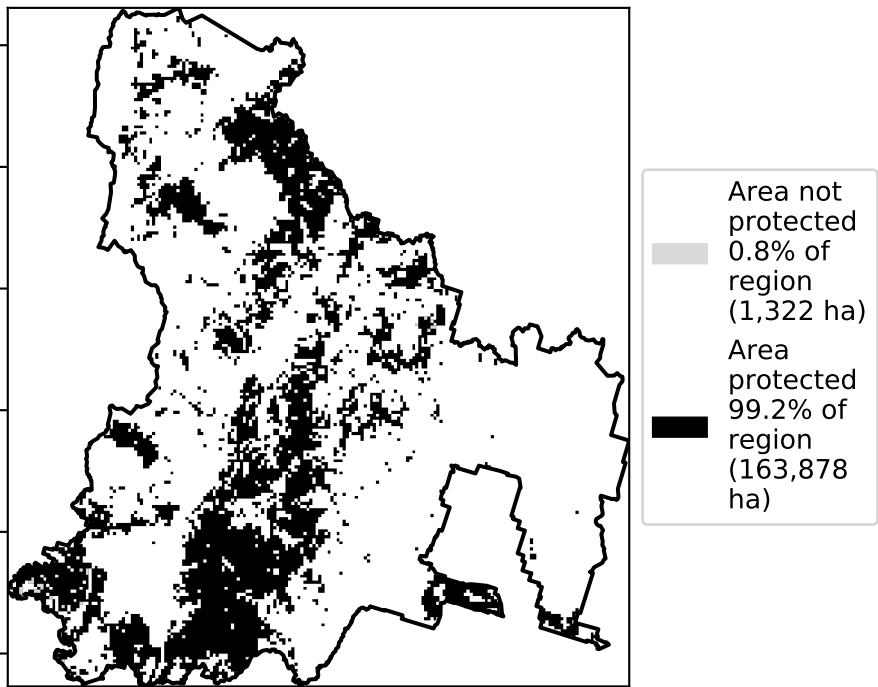 Area not
protected
0.8% of
region
(1,322 ha)
Area
protected
99.2% of
region
(163,878
ha)